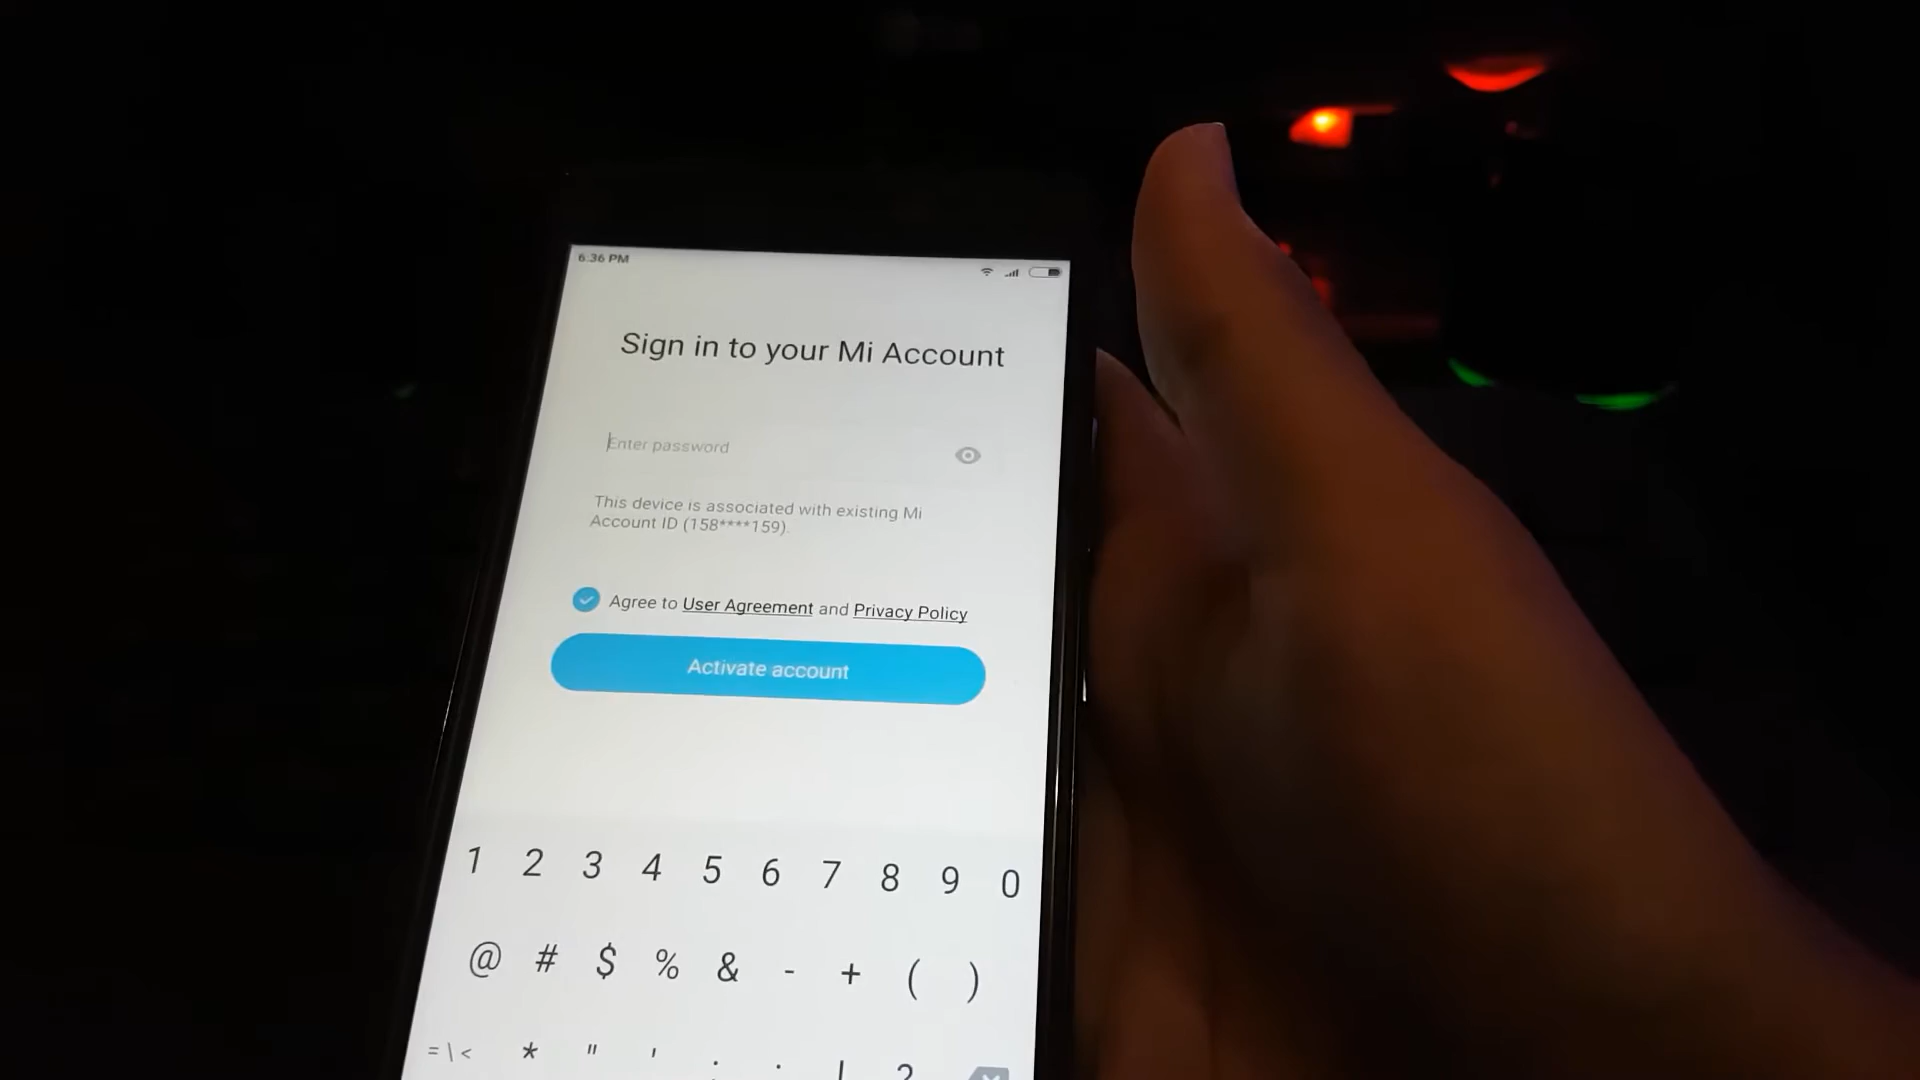 6:36 PM
Sign in to your Mi Account
Enter password
This device is associated with existing Mi
Account ID (158****159).
Agree to User Agreement and Privacy Policy
Activate account
1 2 3 4 5 6 7 8 9 0
@ # $ % & - + ( )
= \ < * " ' : ; ! ?